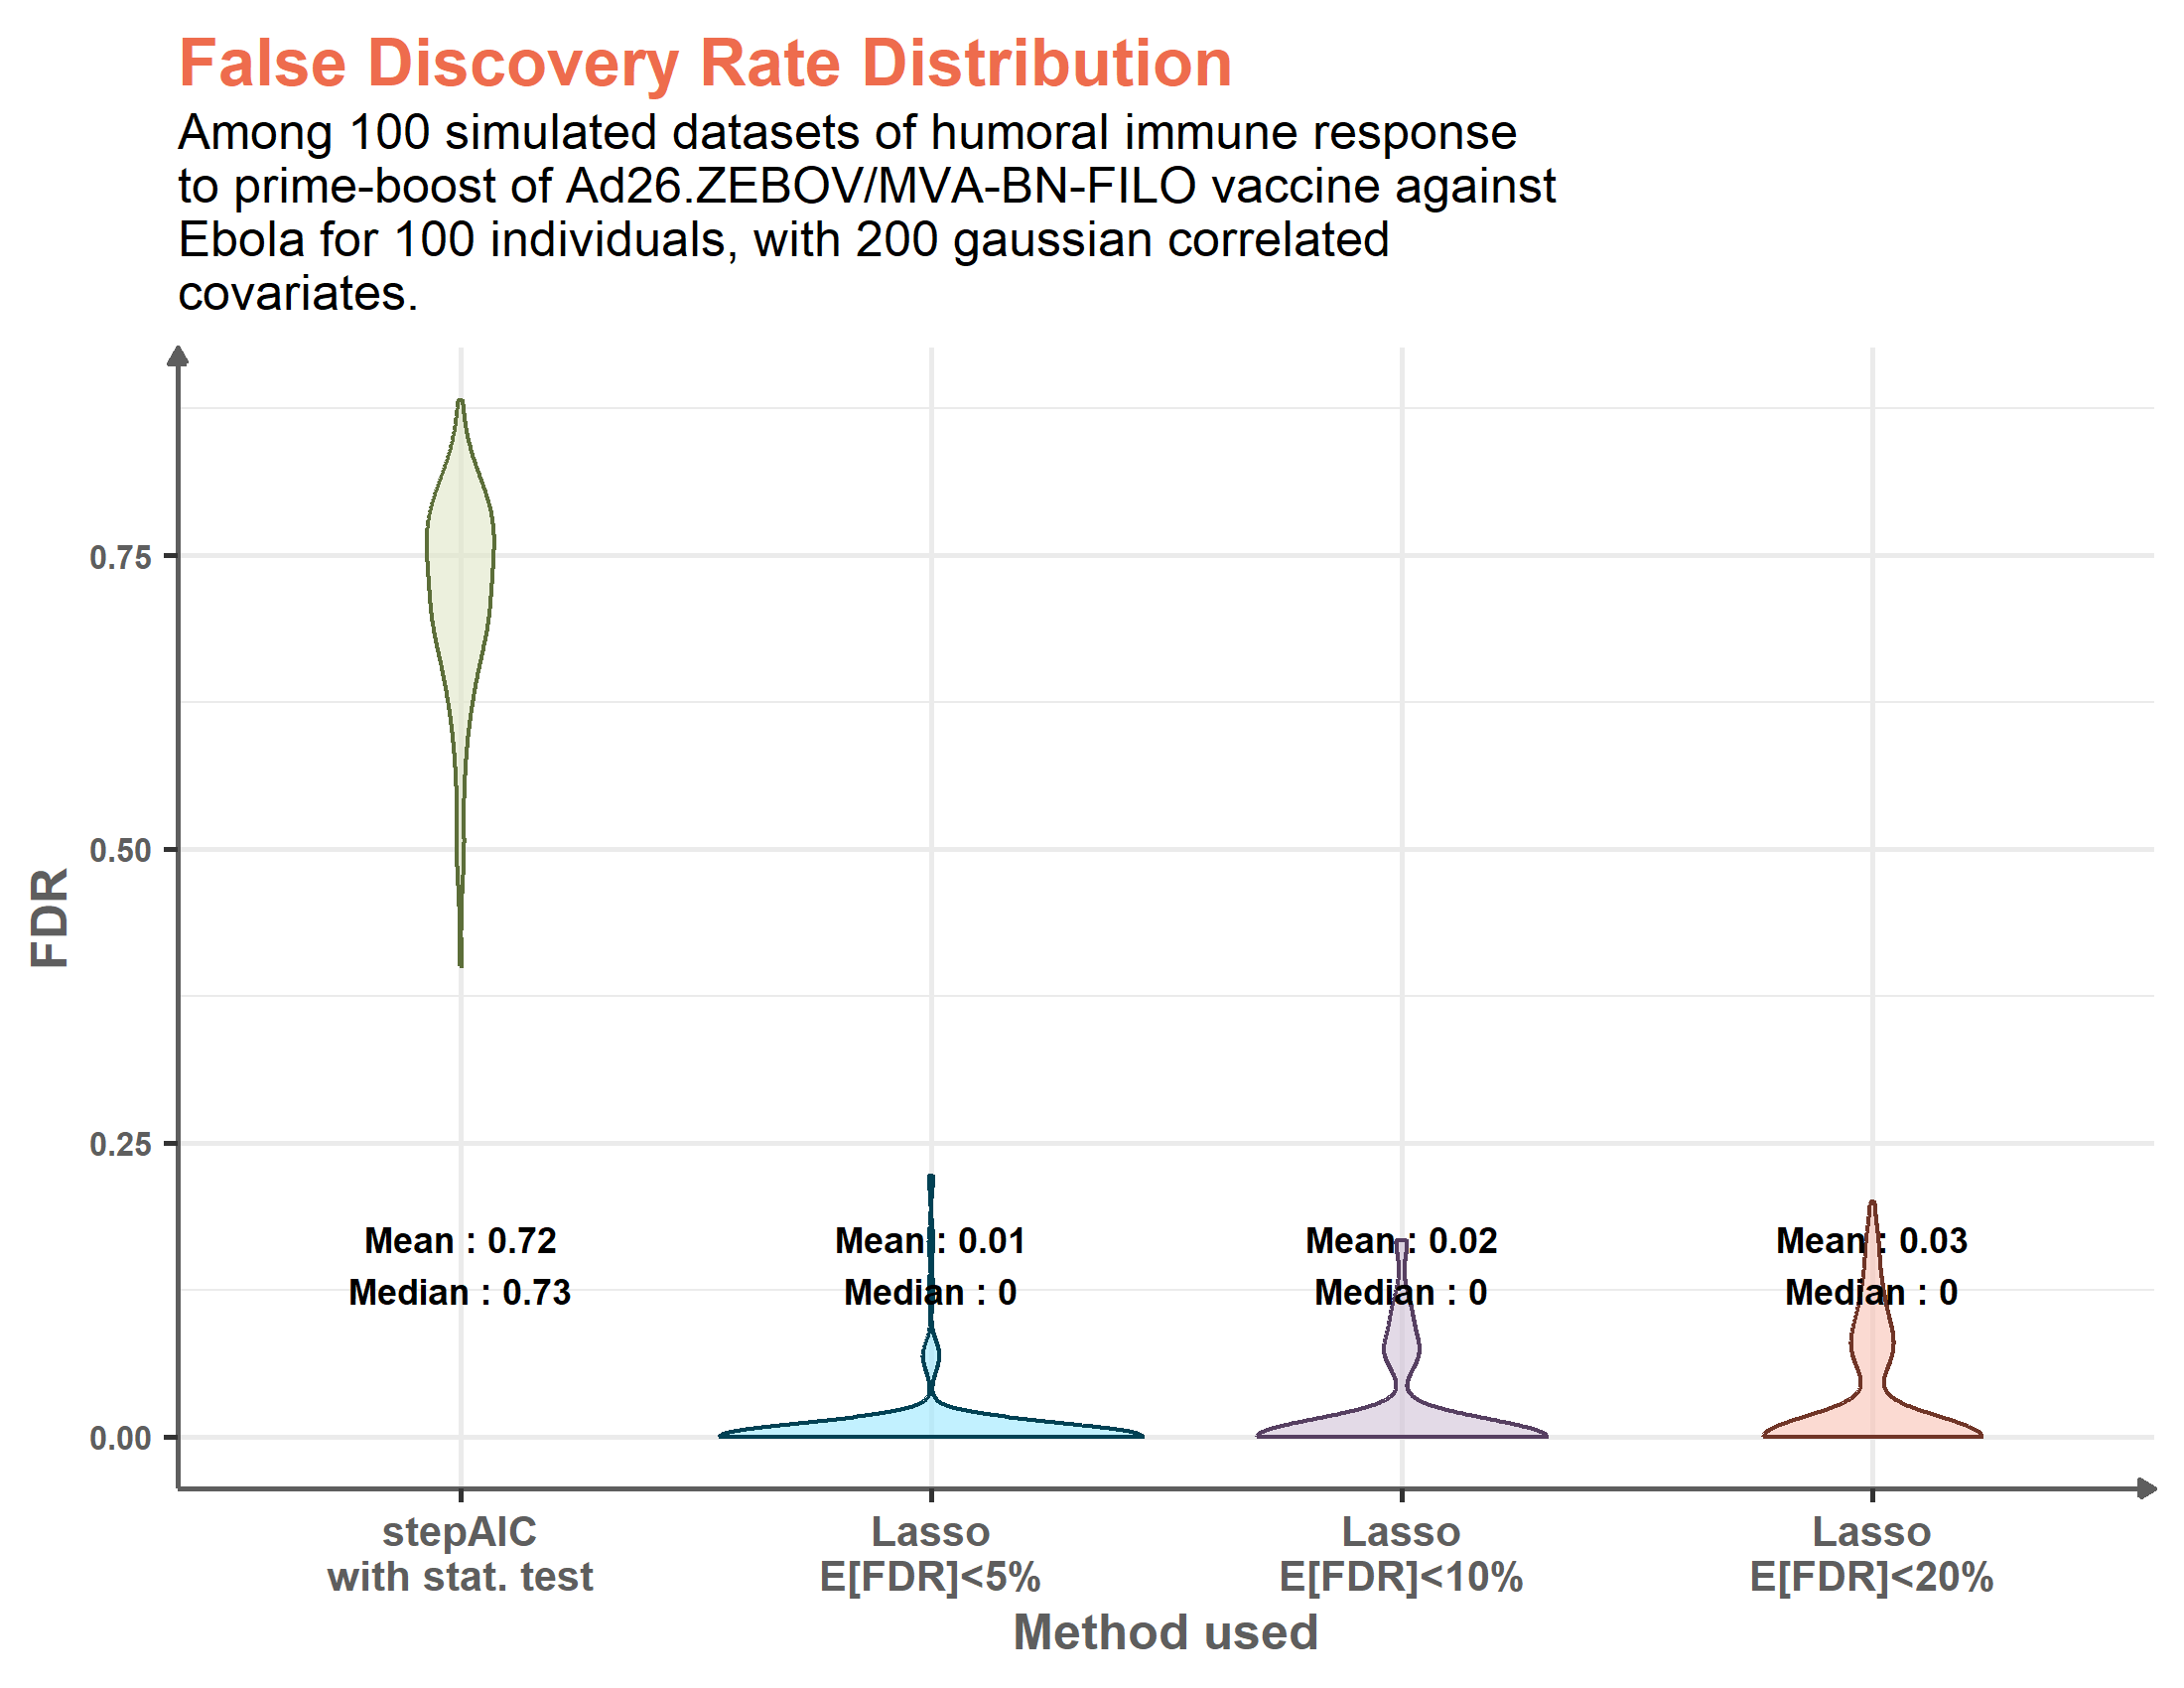 False Discovery Rate Distribution
Among 100 simulated datasets of humoral immune response
to prime-boost of Ad26.ZEBOV/MVA-BN-FILO vaccine against
Ebola for 100 individuals, with 200 gaussian correlated
covariates.
FDR
0.75
0.50
0.25
0.00
Mean : 0.72
Median : 0.73
Mean : 0.01
Median : 0
Mean : 0.02
Median : 0
Mean : 0.03
Median : 0
stepAIC
with stat. test
Lasso
E[FDR]<5%
Lasso
E[FDR]<10%
Lasso
E[FDR]<20%
Method used